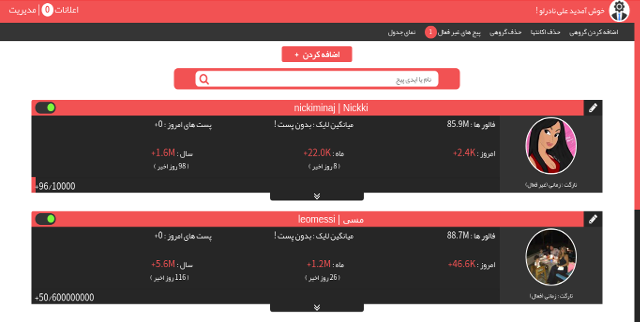 خوش آمدید علی نادرلو !
اعلانات 0 | مدیریت
اضافه کردن گروهی حذف اکانتها حذف گروهی پیج های غیر فعال 1 نمای جدول
اضافه کردن +
نام یا ایدی پیج
nickiminaj | Nickki
فالور ها : 85.9M میانگین لایک : بدون پست ! پست های امروز : 0+
امروز : 2.4K+ ماه : 22.0K+ سال : 1.6M+
( 8 روز اخیر ) ( 98 روز اخیر )
تارگت : زمانی (غیر فعال)
+96/10000
leomessi | مسی
فالور ها : 88.7M میانگین لایک : بدون پست ! پست های امروز : 0+
امروز : 46.6K+ ماه : 1.2M+ سال : 5.6M+
( 26 روز اخیر ) ( 116 روز اخیر )
تارگت : زمانی (فعال)
+50/600000000